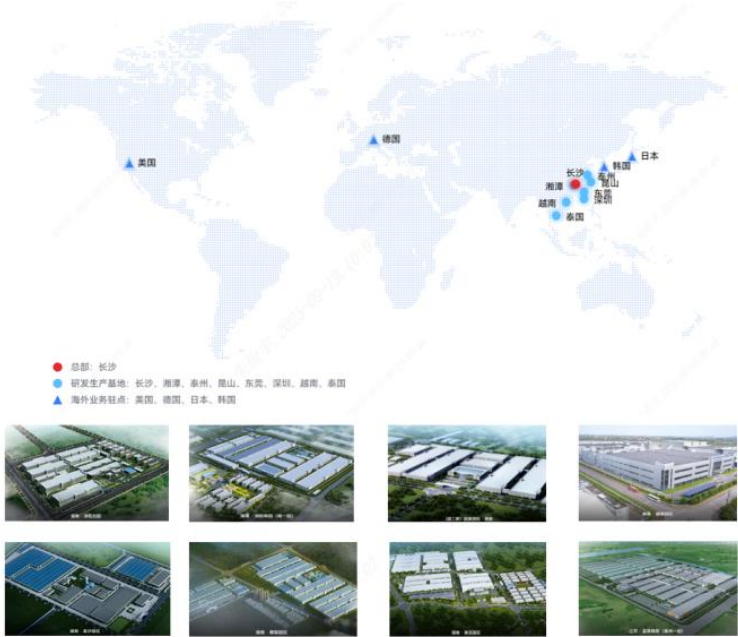 德国
美国
日本
韩国
长沙
泰州
昆山
湘潭
东莞
深圳
越南
泰国
总部：长沙
研发生产基地：长沙、湘潭、泰州、昆山、东莞、深圳、越南、泰国
海外业务驻点：美国、德国、日本、韩国